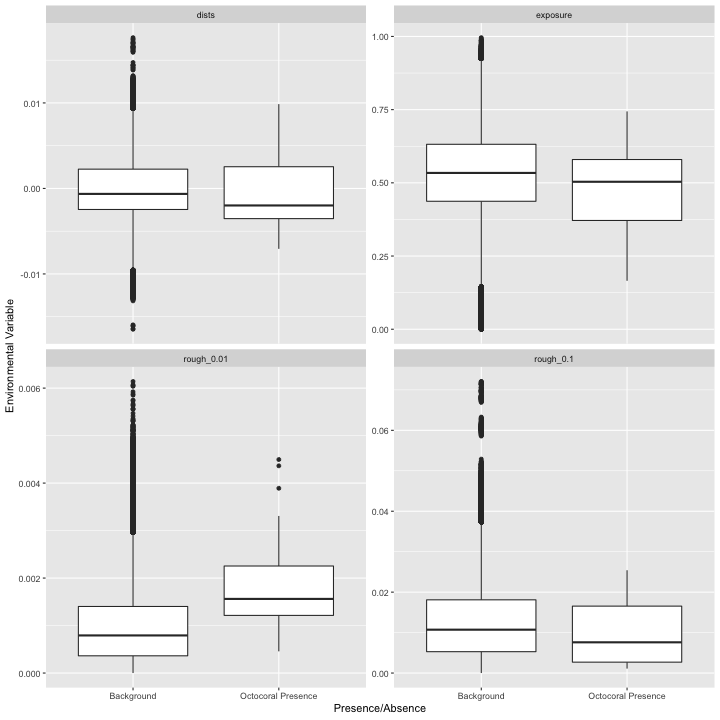 dists
exposure
0.01
0.00
-0.01
1.00
0.75
0.50
0.25
0.00
Environmental Variable
rough_0.01
rough_0.1
0.006
0.004
0.002
0.000
0.06
0.04
0.02
0.00
Background
Octocoral Presence
Background
Octocoral Presence
Presence/Absence